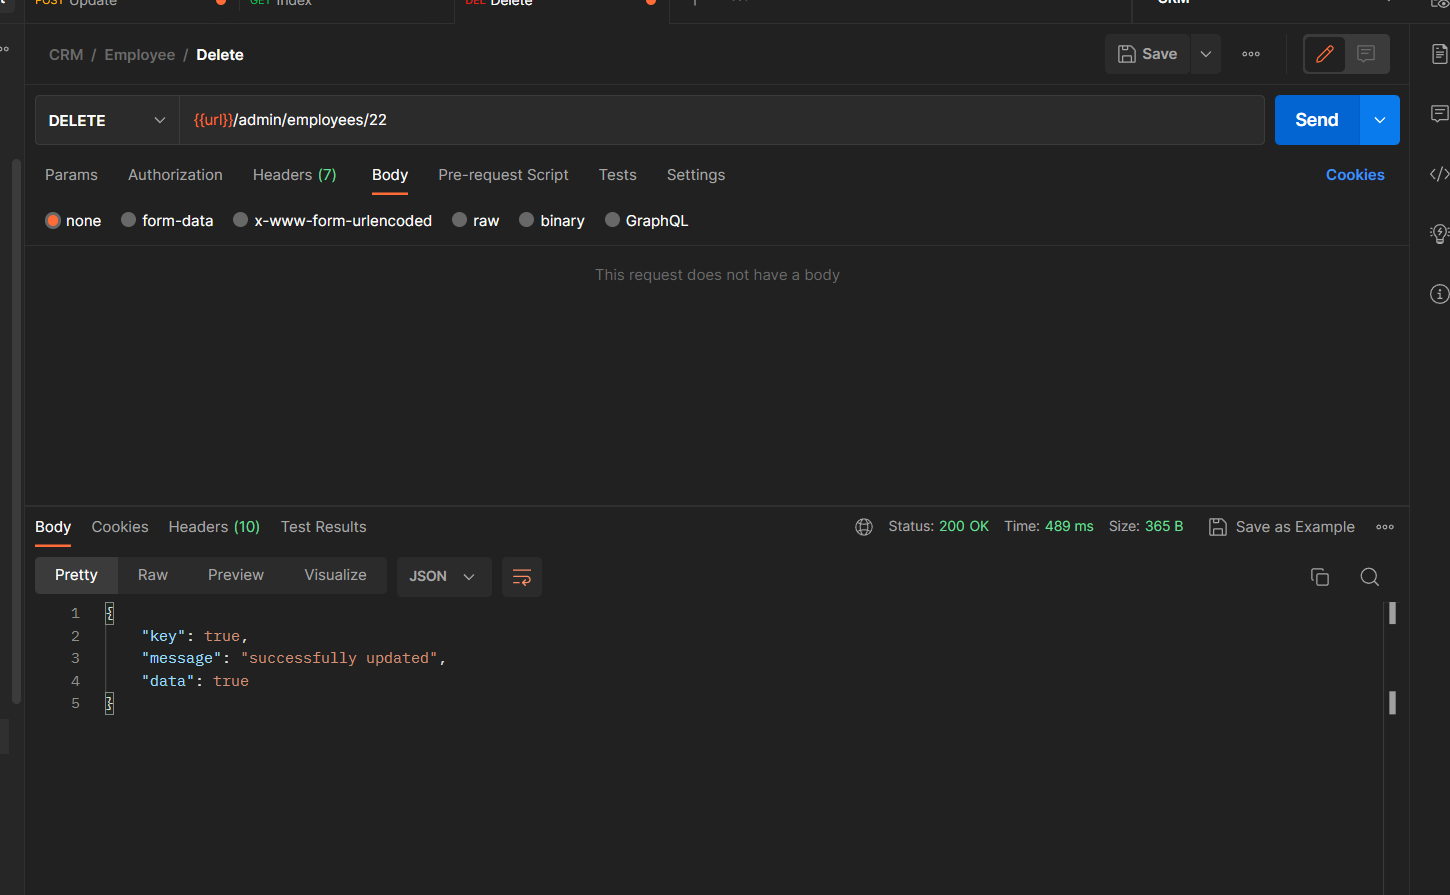 POST Update GET Index DEL Delete CRM
CRM / Employee / Delete
Save
DELETE {{url}}/admin/employees/22
Send
Params Authorization Headers (7) Body Pre-request Script Tests Settings Cookies
none form-data x-www-form-urlencoded raw binary GraphQL
This request does not have a body
Body Cookies Headers (10) Test Results Status: 200 OK Time: 489 ms Size: 365 B Save as Example
Pretty Raw Preview Visualize JSON
1 {
2 "key": true,
3 "message": "successfully updated",
4 "data": true
5 }